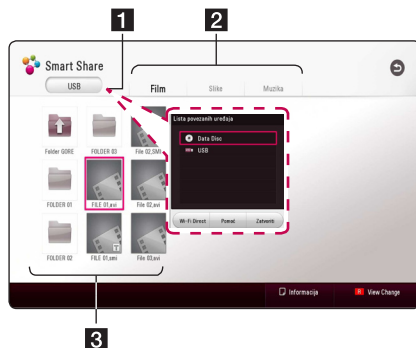 1
2
Smart Share
USB
Film
Slike
Muzika
Lista povezanih uređaja
Data Disc
USB
Wi-Fi Direct
Pomoć
Zatvoriti
Folder GORE
FOLDER 03
File 02,SMI
FOLDER 01
FILE 01,avi
File 02,avi
FOLDER 02
FILE 01,smi
File 03,avi
Informacija
R View Change
3